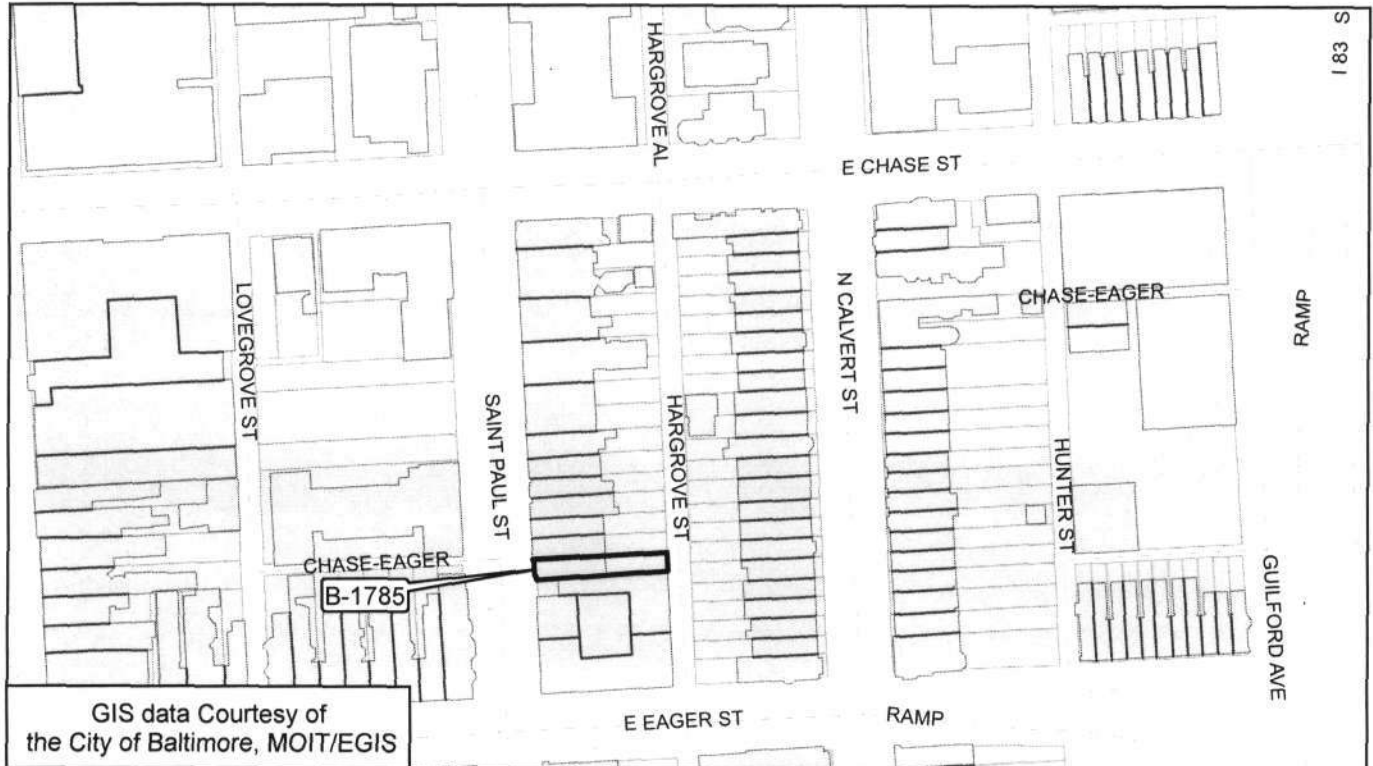 I 83 S
HARGROVE AL
E CHASE ST
LOVEGROVE ST
SAINT PAUL ST
HARGROVE ST
N CALVERT ST
CHASE-EAGER
HUNTER ST
RAMP
CHASE-EAGER
B-1785
GUILFORD AVE
E EAGER ST
RAMP
GIS data Courtesy of
the City of Baltimore, MOIT/EGIS